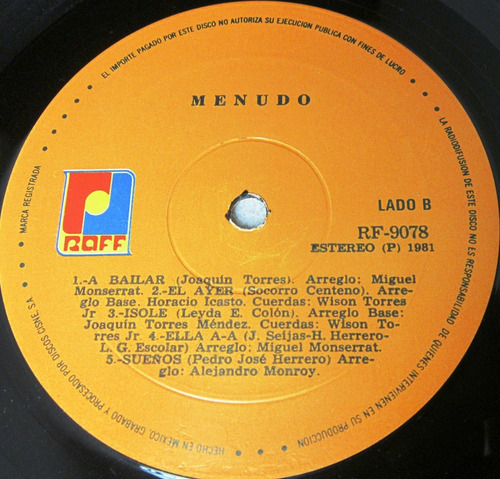 EL IMPORTE PAGADO POR ESTE DISCO NO AUTORIZA SU EJECUCION PUBLICA CON FINES DE LUCRO
LA RADIODIFUSION DE ESTE DISCO NO ES RESPONSABILIDAD DE QUIENES INTERVIENEN EN SU PRODUCCION
MARCA REGISTRADA
MENUDO
RAFF
LADO B
RF-9078
ESTEREO (P) 1981
1.-A BAILAR (Joaquín Torres). Arreglo: Miguel
Monserrat. 2.-EL AYER (Socorro Centeno). Arre-
glo Base. Horacio Icasto. Cuerdas: Wison Torres
Jr 3.-ISOLE (Leyda E. Colón). Arreglo Base:
Joaquín Torres Méndez. Cuerdas: Wison To-
rres Jr. 4.-ELLA A-A (J. Seijas-H. Herrero-
L. G. Escolar) Arreglo: Miguel Monserrat.
5.-SUEÑOS (Pedro José Herrero) Arre-
glo: Alejandro Monroy.
HECHO EN MEXICO. GRABADO Y PROCESADO POR DISCOS CISNE, S.A.